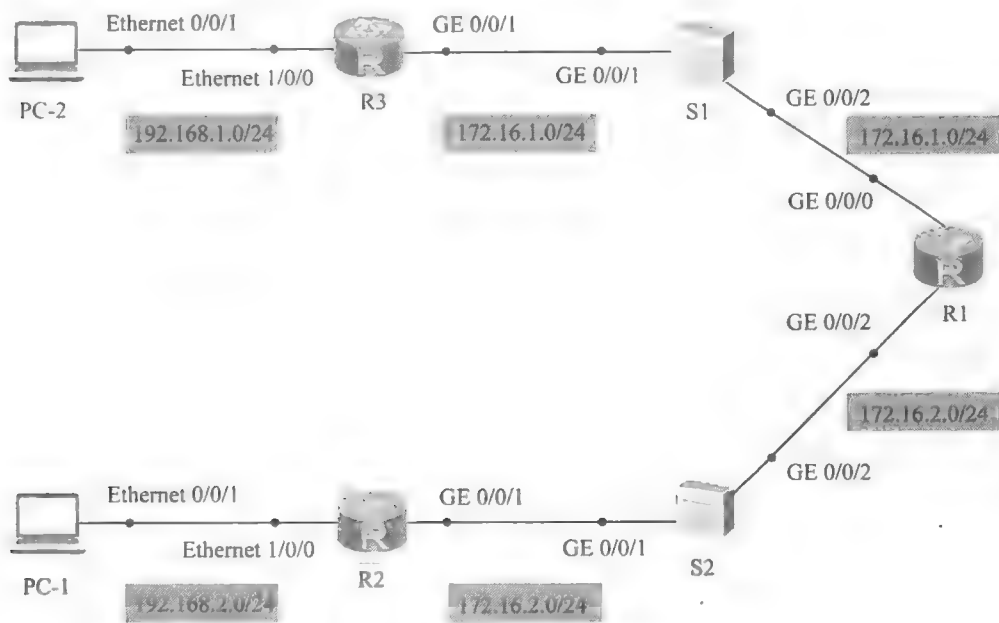 Ethernet 0/0/1
GE 0/0/1
Ethernet 1/0/0
GE 0/0/1
PC-2
R3
S1
GE 0/0/2
192.168.1.0/24
172.16.1.0/24
172.16.1.0/24
GE 0/0/0
R
R
R1
GE 0/0/2
172.16.2.0/24
GE 0/0/2
Ethernet 0/0/1
GE 0/0/1
R
Ethernet 1/0/0
GE 0/0/1
PC-1
R2
S2
192.168.2.0/24
172.16.2.0/24